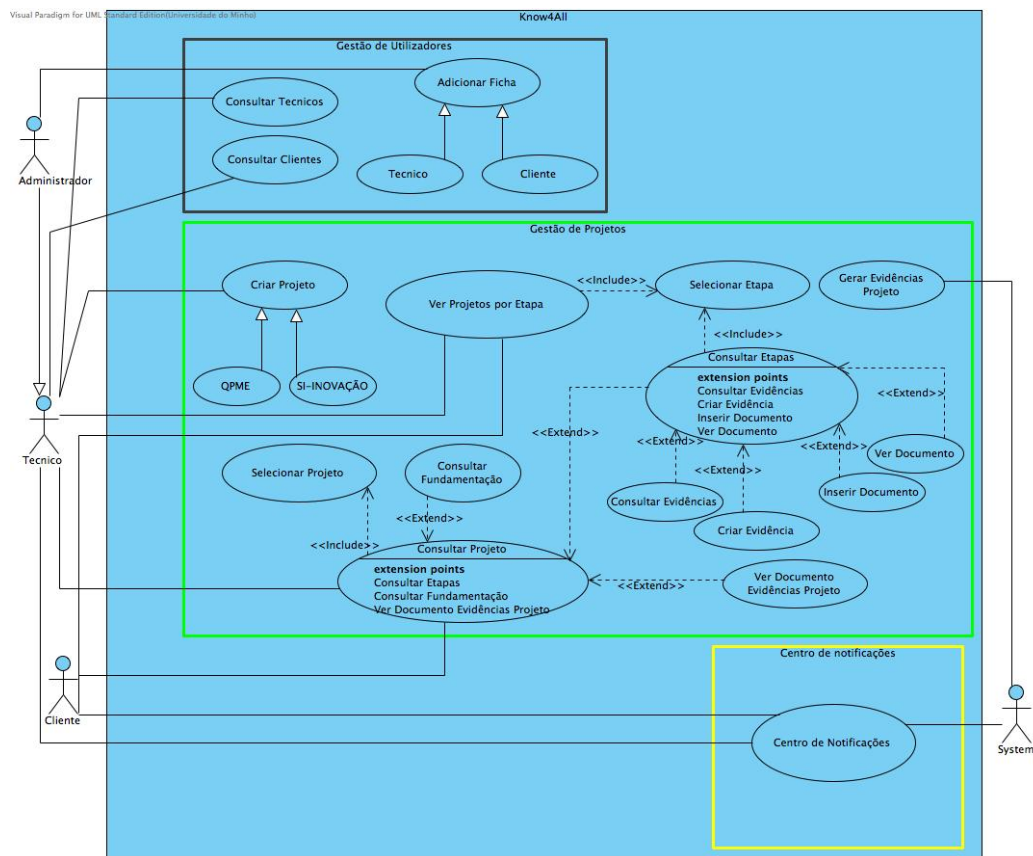 Visual Paradigm for UML Standard Edition(Universidade do Minho)
Know4All
Gestão de Utilizadores
Adicionar Ficha
Consultar Tecnicos
Consultar Clientes
Tecnico
Cliente
Administrador
Gestão de Projetos
Criar Projeto
Ver Projetos por Etapa
<<Include>>
Selecionar Etapa
Gerar Evidências
Projeto
<<Include>>
QPME
SI-INOVAÇÃO
Consultar Etapas
extension points
Consultar Evidências
Criar Evidência
Inserir Documento
Ver Documento
<<Extend>>
<<Extend>>
<<Extend>>
<<Extend>>
<<Extend>>
Ver Documento
Inserir Documento
Consultar Evidências
Criar Evidência
Tecnico
Selecionar Projeto
Consultar
Fundamentação
<<Extend>>
<<Include>>
Consultar Projeto
extension points
Consultar Etapas
Consultar Fundamentação
Ver Documento Evidências Projeto
<<Extend>>
Ver Documento
Evidências Projeto
Cliente
Centro de notificações
Centro de Notificações
System